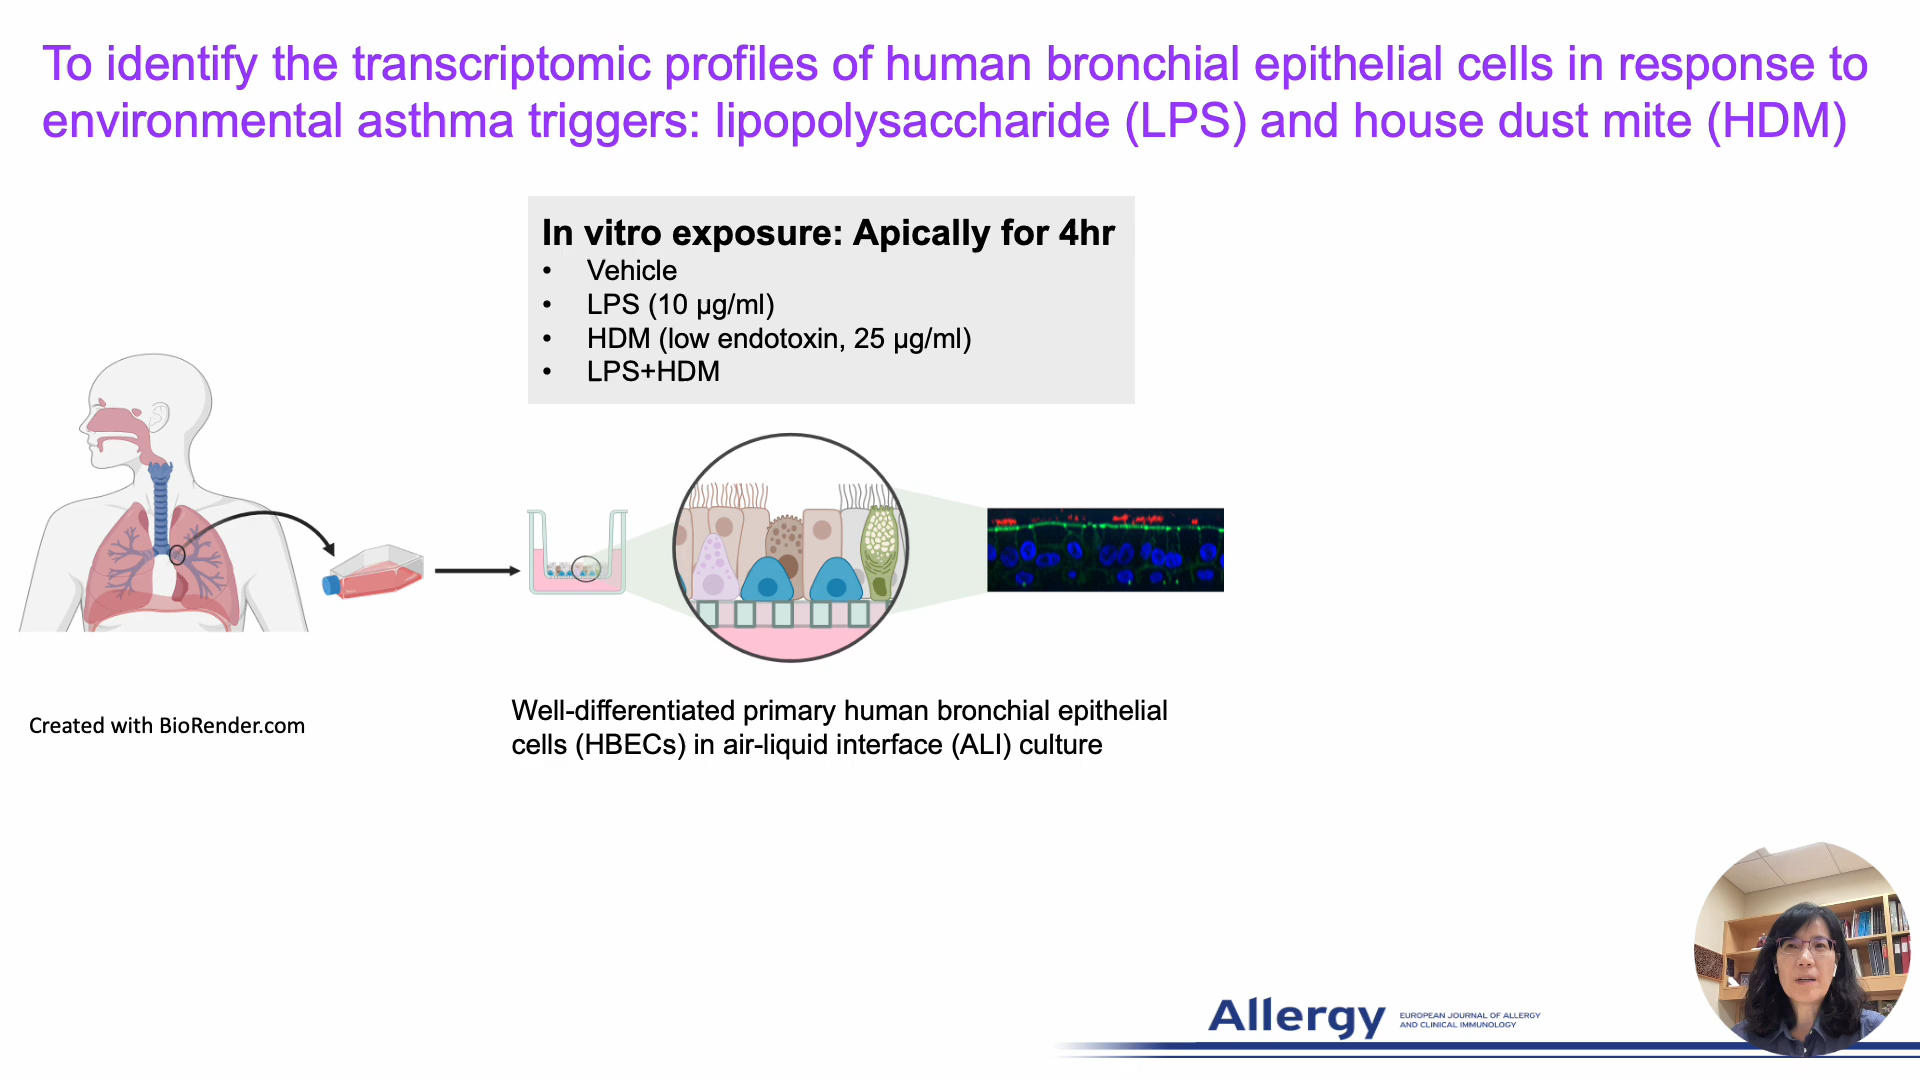 To identify the transcriptomic profiles of human bronchial epithelial cells in response to
environmental asthma triggers: lipopolysaccharide (LPS) and house dust mite (HDM)
In vitro exposure: Apically for 4hr
• Vehicle
• LPS (10 µg/ml)
• HDM (low endotoxin, 25 µg/ml)
• LPS+HDM
Created with BioRender.com
Well-differentiated primary human bronchial epithelial
cells (HBECs) in air-liquid interface (ALI) culture
Allergy
EUROPEAN JOURNAL OF ALLERGY
AND CLINICAL IMMUNOLOGY